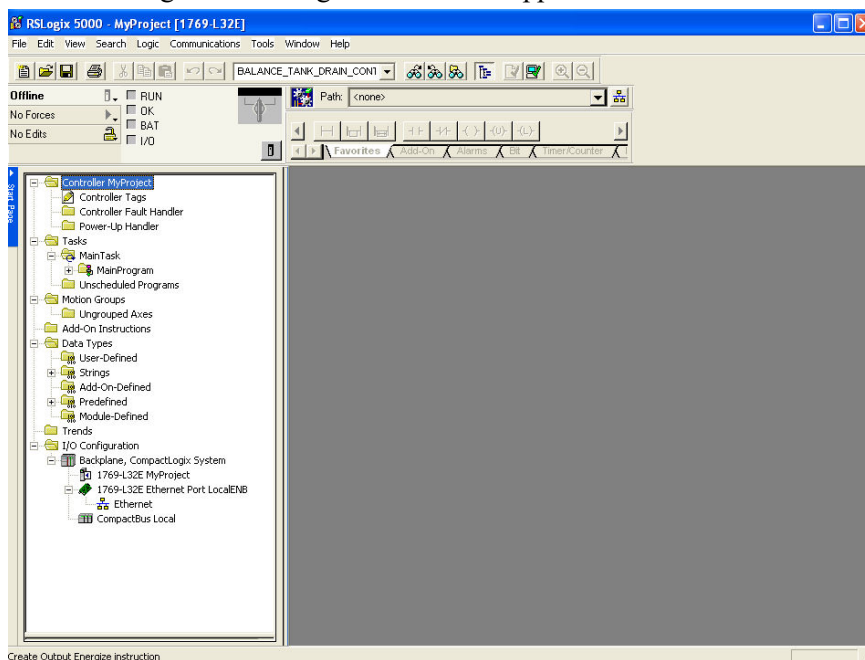 RSLogix 5000 - MyProject [1769-L32E]
File Edit View Search Logic Communications Tools Window Help
BALANCE_TANK_DRAIN_CONT
Offline RUN Path: <none>
No Forces OK
No Edits BAT
I/O
Favorites Add-On Alarms Bit Timer/Counter
Start Page
Controller MyProject
Controller Tags
Controller Fault Handler
Power-Up Handler
Tasks
MainTask
MainProgram
Unscheduled Programs
Motion Groups
Ungrouped Axes
Add-On Instructions
Data Types
User-Defined
Strings
Add-On-Defined
Predefined
Module-Defined
Trends
I/O Configuration
Backplane, CompactLogix System
1769-L32E MyProject
1769-L32E Ethernet Port LocalENB
Ethernet
CompactBus Local
Create Output Energize instruction